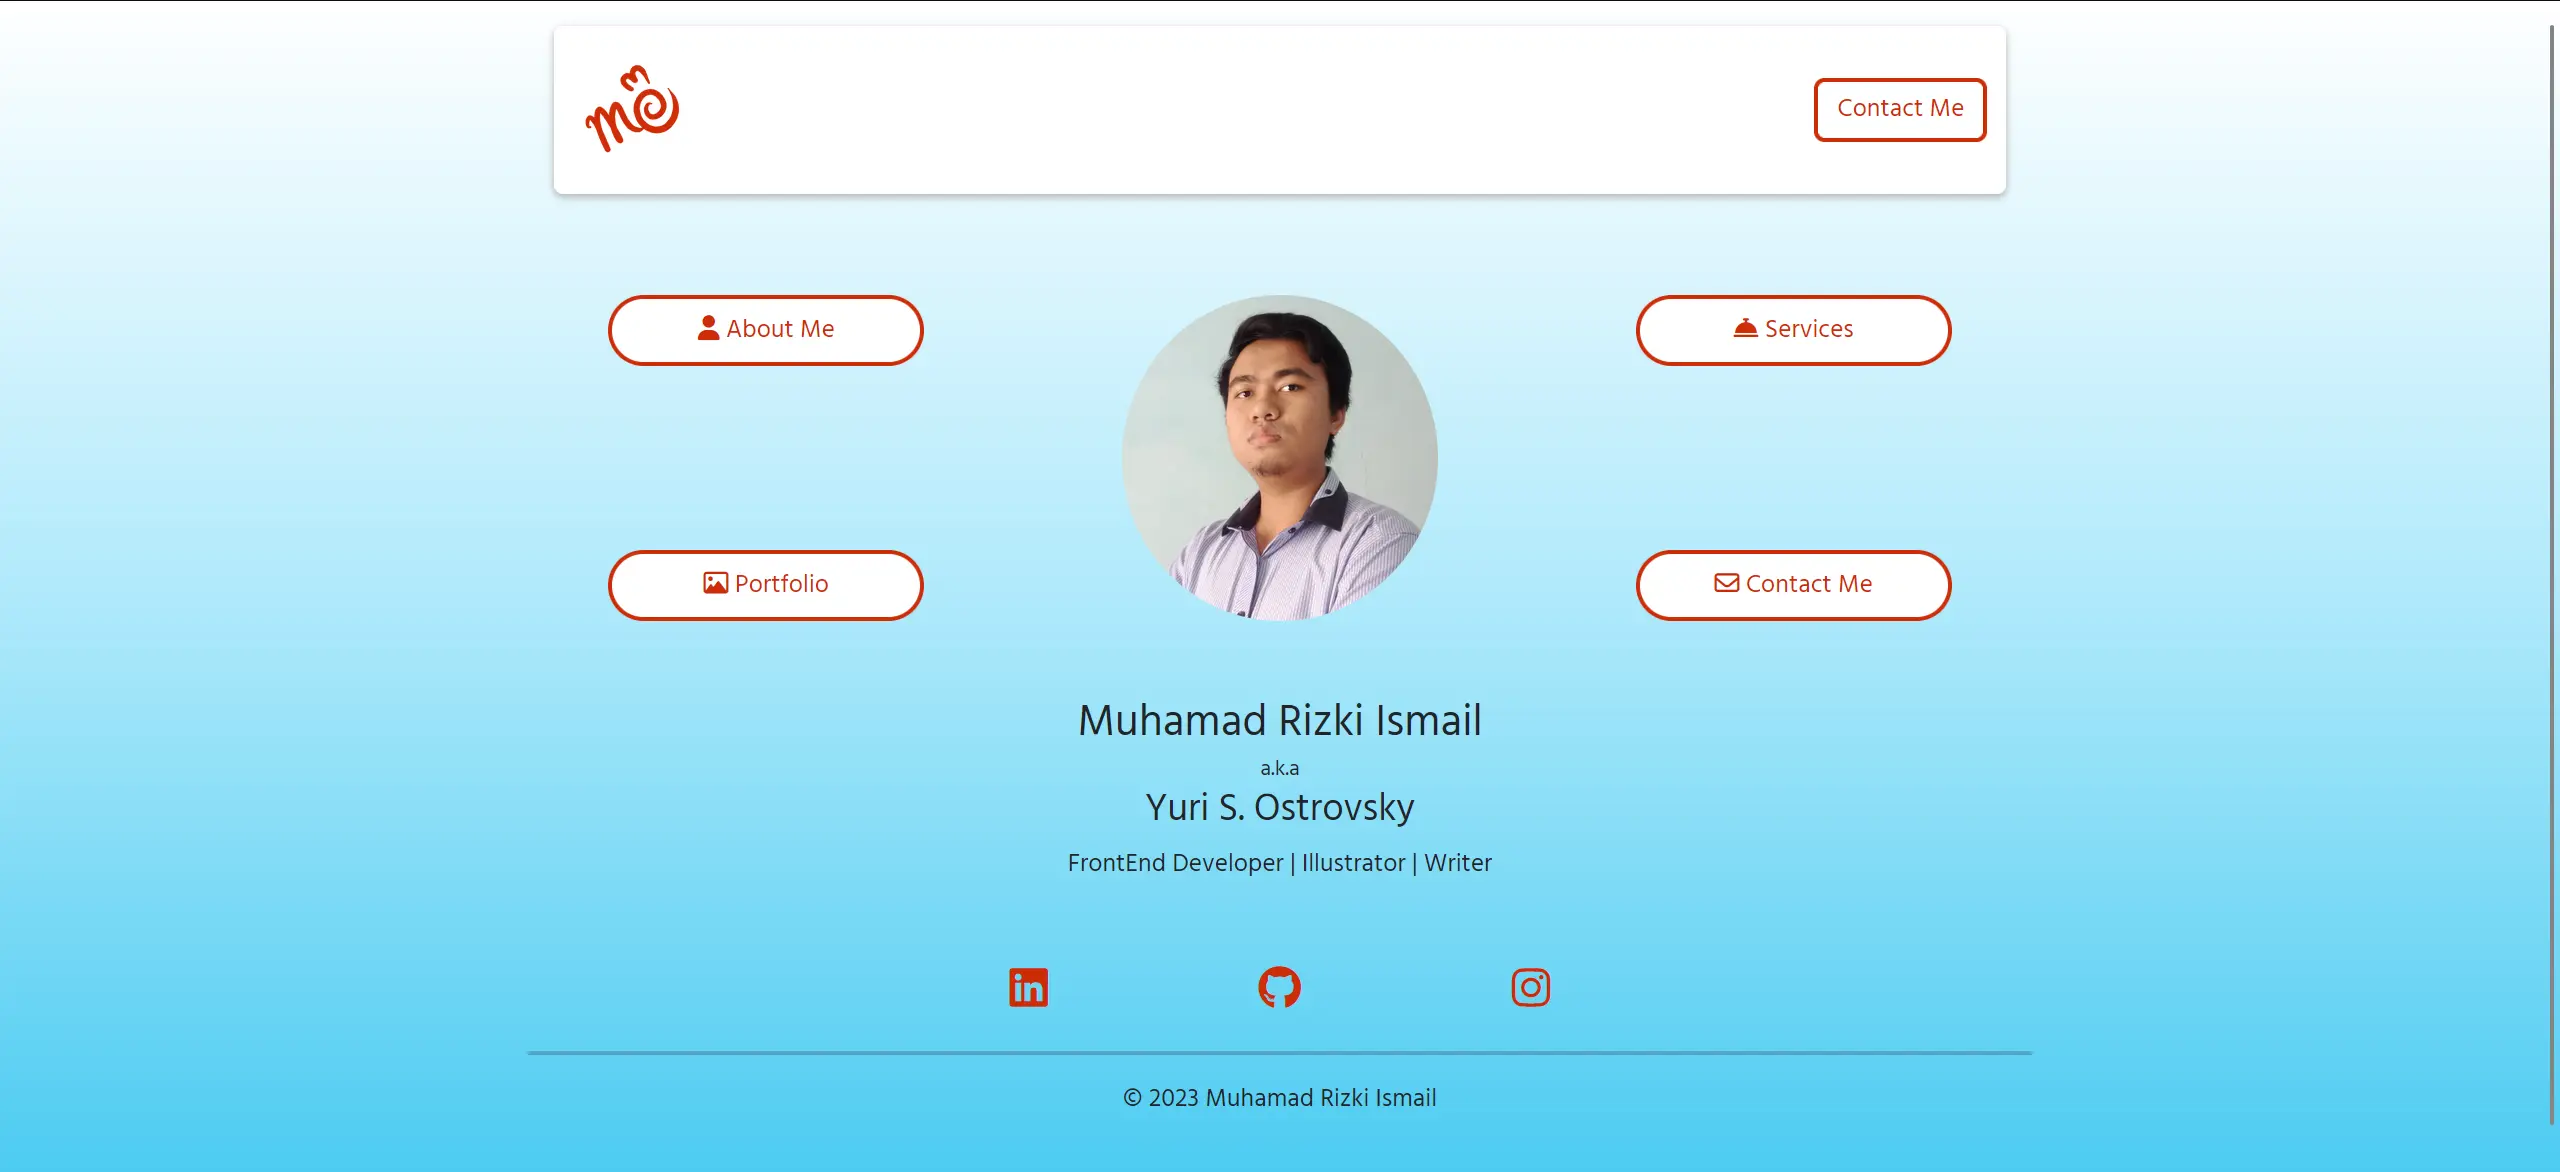 me
Contact Me
About Me
Services
Portfolio
Contact Me
Muhamad Rizki Ismail
a.k.a
Yuri S. Ostrovsky
FrontEnd Developer | Illustrator | Writer
in
© 2023 Muhamad Rizki Ismail